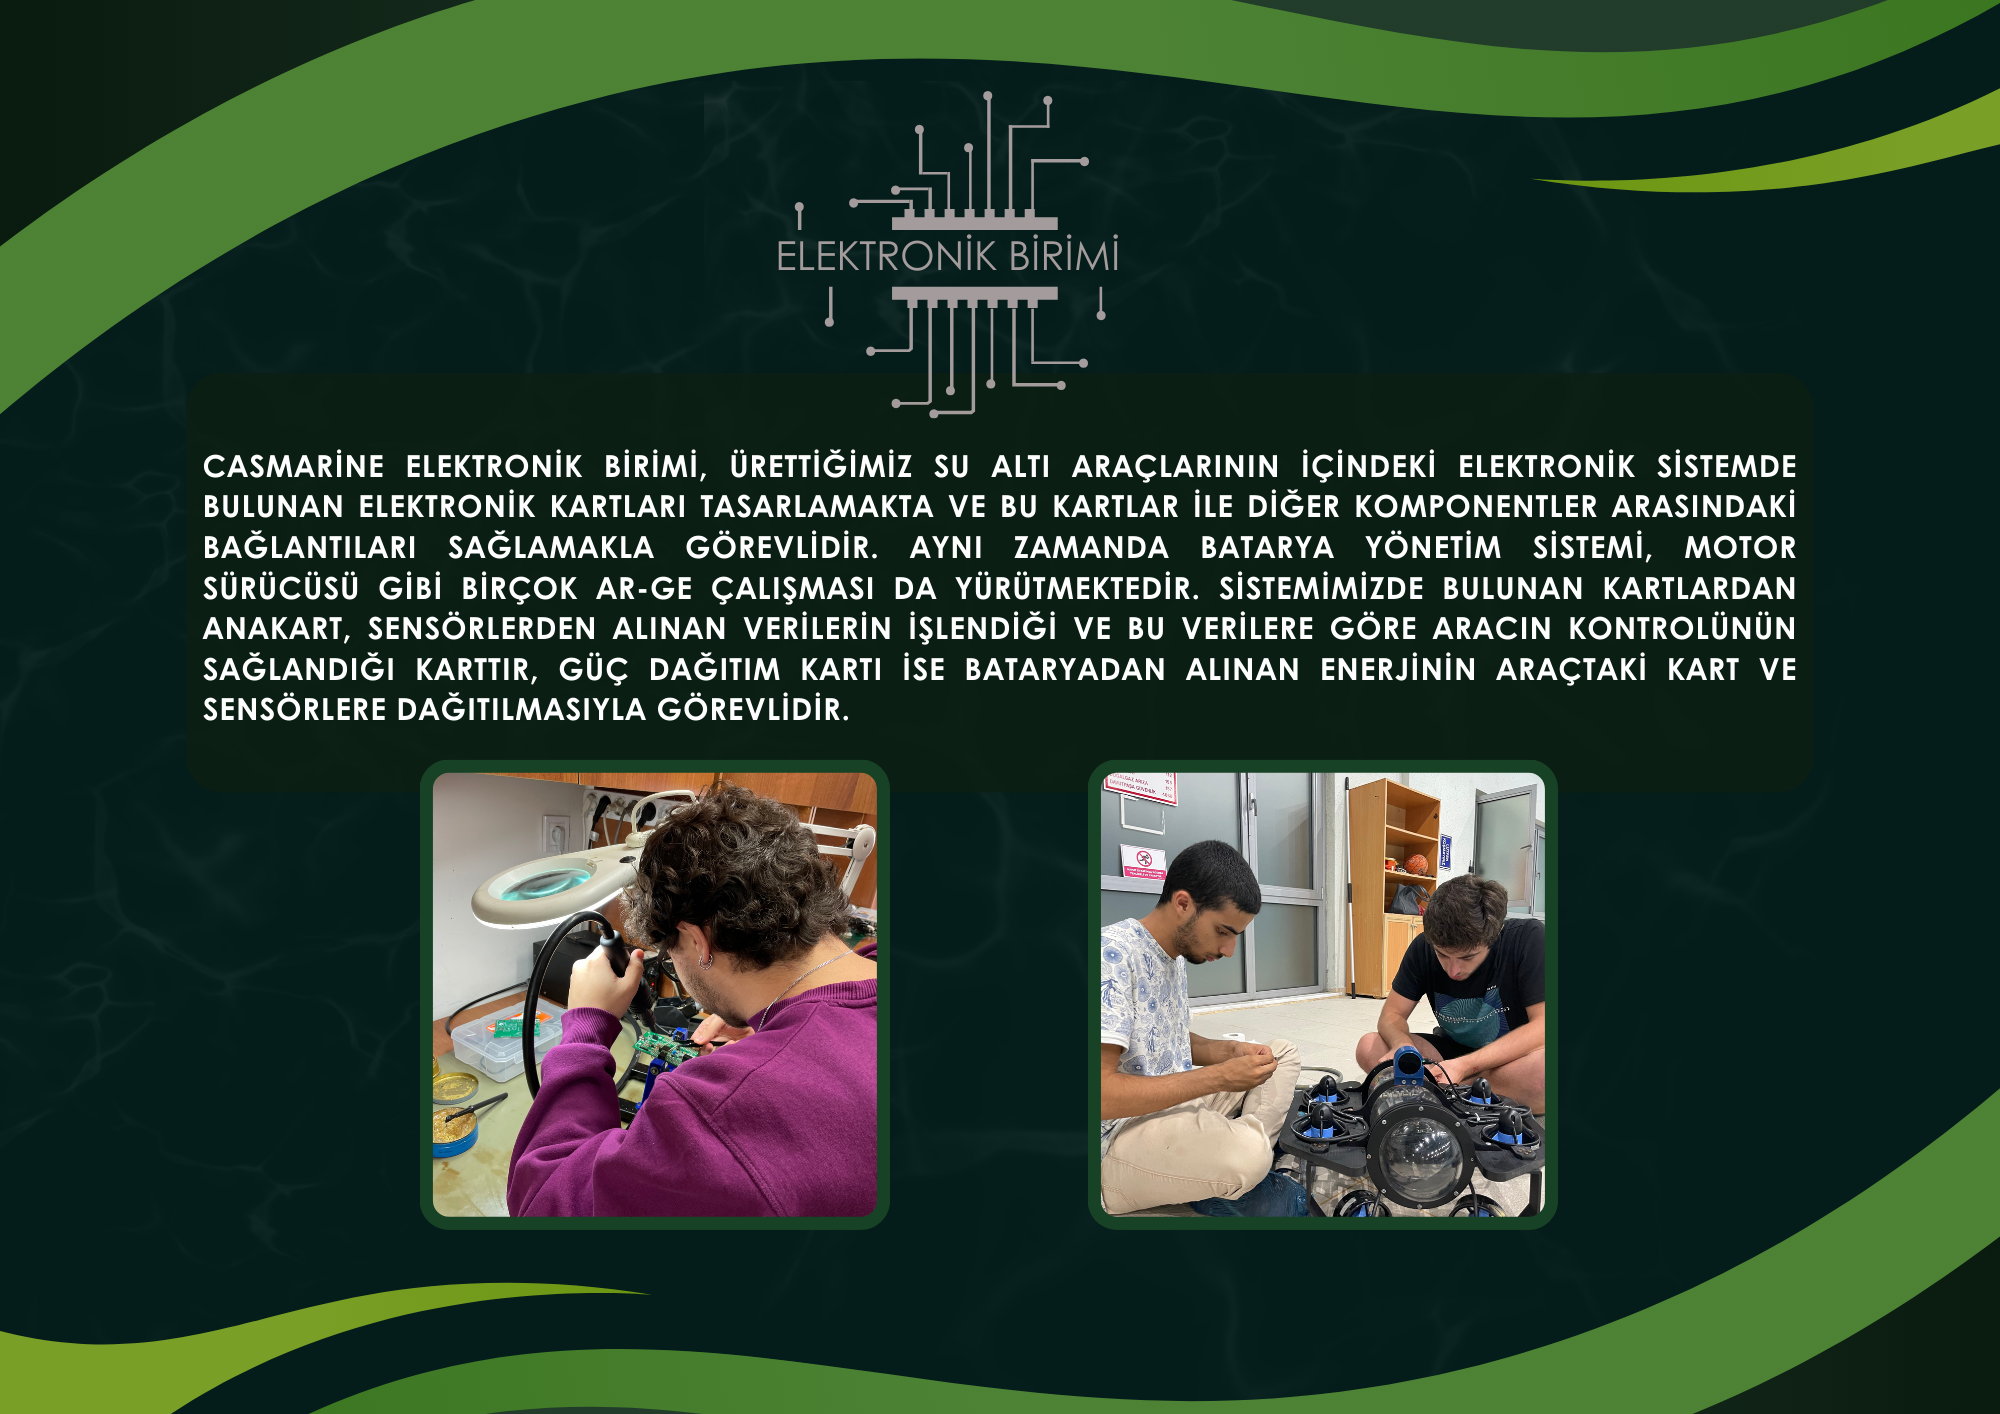 ELEKTRONİK BİRİMİ
CASMARİNE ELEKTRONİK BİRİMİ, ÜRETTİĞİMİZ SU ALTI ARAÇLARININ İÇİNDEKİ ELEKTRONİK SİSTEMDE
BULUNAN ELEKTRONİK KARTLARI TASARLAMAKTA VE BU KARTLAR İLE DİĞER KOMPONENTLER ARASINDAKİ
BAĞLANTILARI SAĞLAMAKLA GÖREVLİDİR. AYNI ZAMANDA BATARYA YÖNETİM SİSTEMİ, MOTOR
SÜRÜCÜSÜ GİBİ BİRÇOK AR-GE ÇALIŞMASI DA YÜRÜTMEKTEDİR. SİSTEMİMİZDE BULUNAN KARTLARDAN
ANAKART, SENSÖRLERDEN ALINAN VERİLERİN İŞLENDİĞİ VE BU VERİLERE GÖRE ARACIN KONTROLÜNÜN
SAĞLANDIĞI KARTTIR, GÜÇ DAĞITIM KARTI İSE BATARYADAN ALINAN ENERJİNİN ARAÇTAKİ KART VE
SENSÖRLERE DAĞITILMASIYLA GÖREVLİDİR.